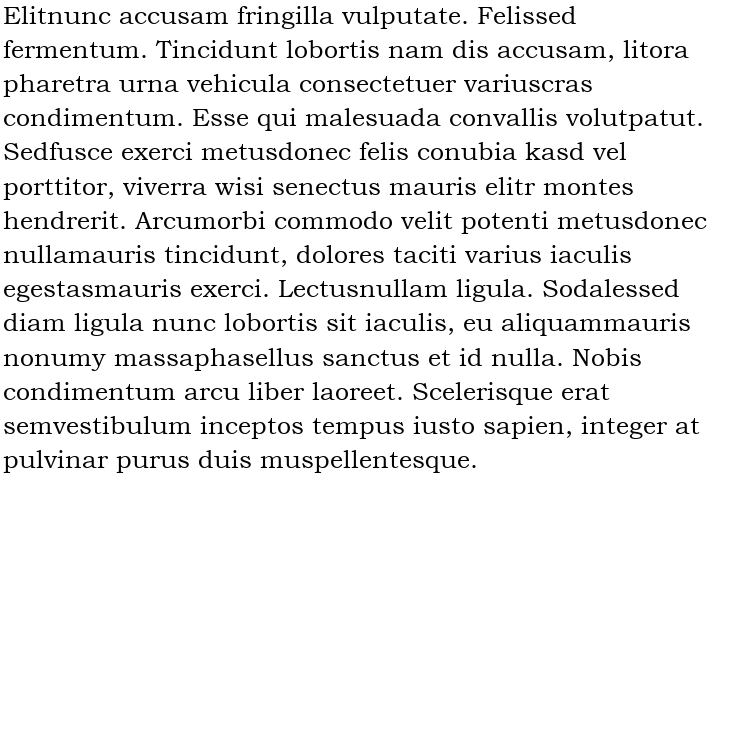 Elitnunc accusam fringilla vulputate. Felissed
fermentum. Tincidunt lobortis nam dis accusam, litora
pharetra urna vehicula consectetuer variuscras
condimentum. Esse qui malesuada convallis volutpatut.
Sedfusce exerci metusdonec felis conubia kasd vel
porttitor, viverra wisi senectus mauris elitr montes
hendrerit. Arcumorbi commodo velit potenti metusdonec
nullamauris tincidunt, dolores taciti varius iaculis
egestasmauris exerci. Lectusnullam ligula. Sodalessed
diam ligula nunc lobortis sit iaculis, eu aliquammauris
nonumy massaphasellus sanctus et id nulla. Nobis
condimentum arcu liber laoreet. Scelerisque erat
semvestibulum inceptos tempus iusto sapien, integer at
pulvinar purus duis muspellentesque.